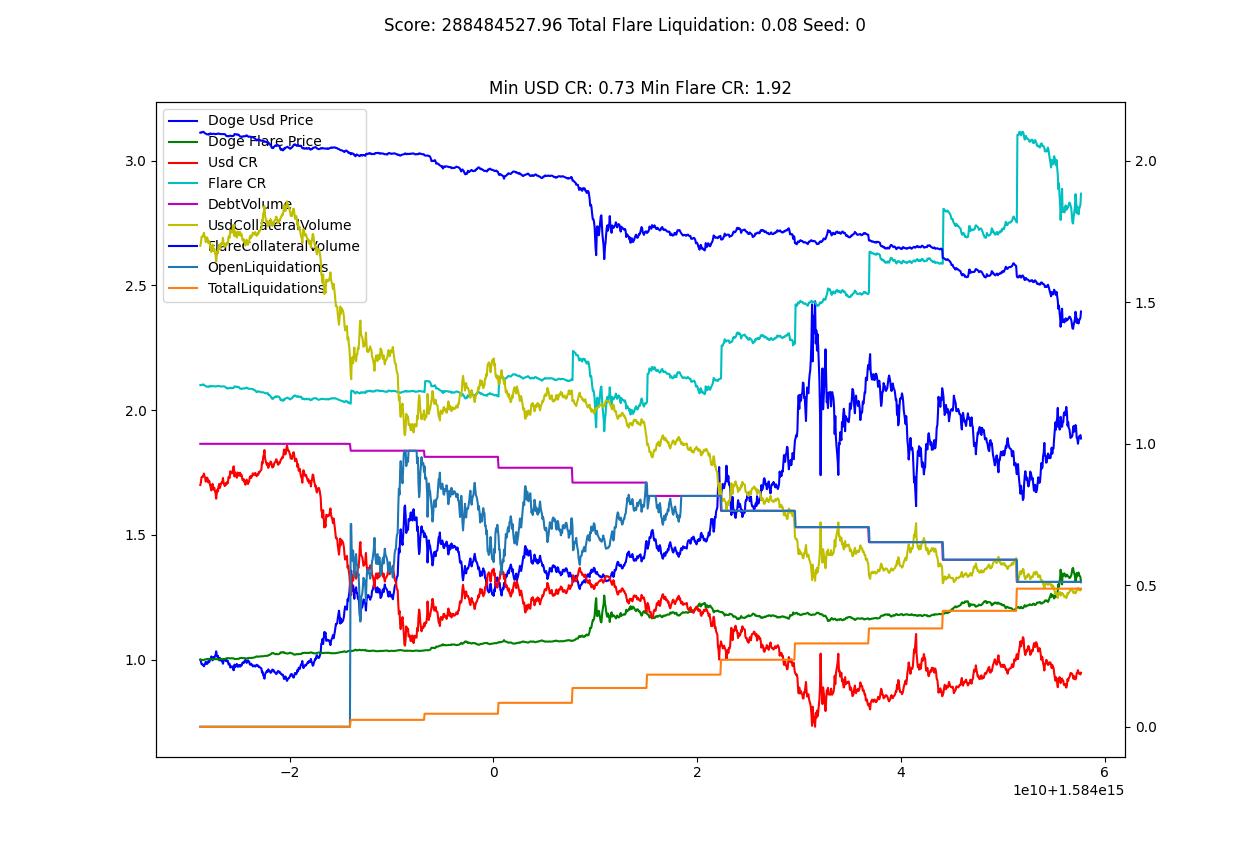 Score: 288484527.96 Total Flare Liquidation: 0.08 Seed: 0
Min USD CR: 0.73 Min Flare CR: 1.92
Doge Usd Price
Doge Flare Price
Usd CR
Flare CR
DebtVolume
UsdCollateralVolume
FlareCollateralVolume
OpenLiquidations
TotalLiquidations
3.0
2.5
2.0
1.5
1.0
2.0
1.5
1.0
0.5
0.0
−2
0
2
4
6
1e10+1.584e15